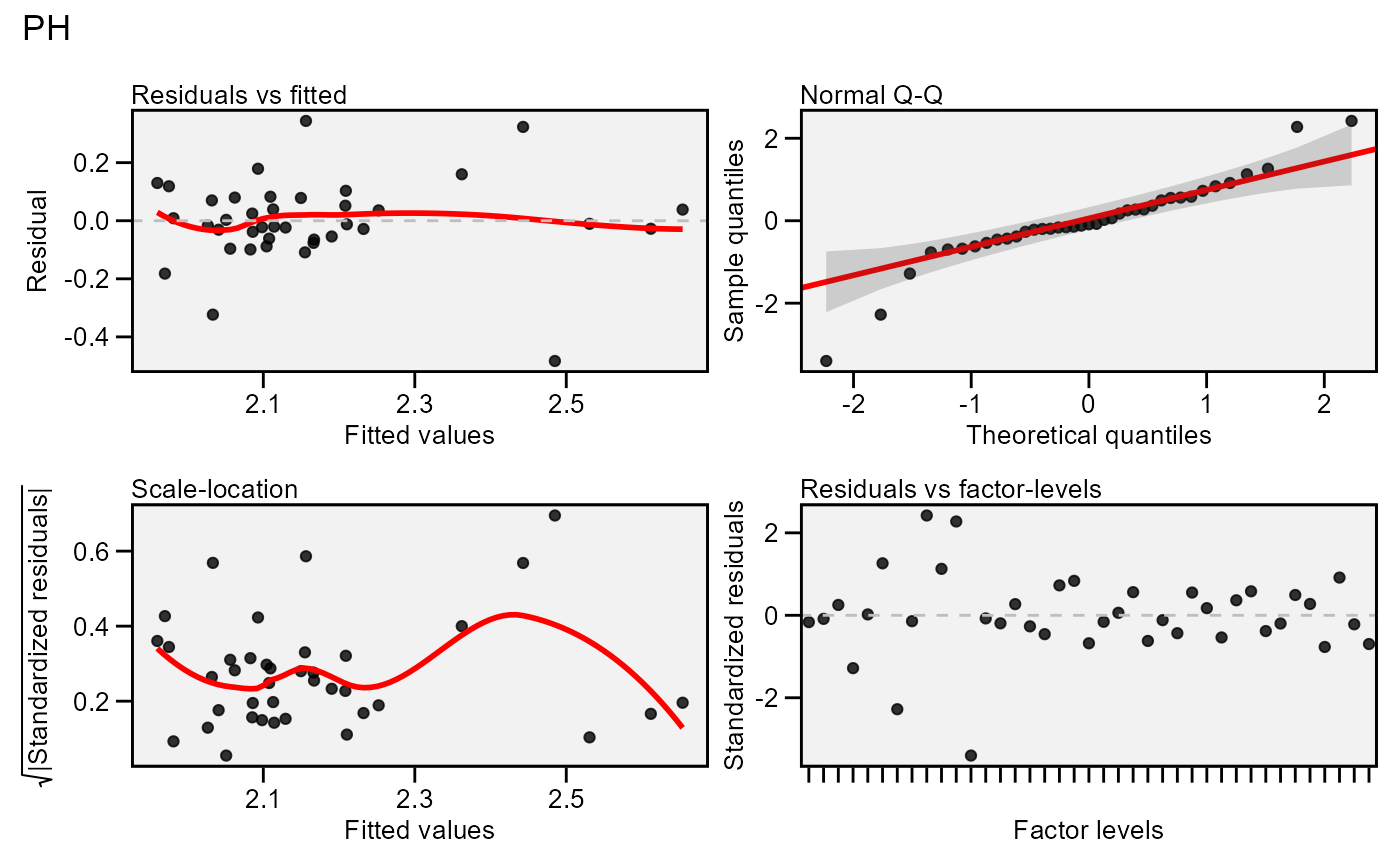 PH
Residuals vs fitted
Residual
0.2
0.0
-0.2
-0.4
2.1 2.3 2.5
Fitted values
Normal Q-Q
Sample quantiles
2
0
-2
-2 -1 0 1 2
Theoretical quantiles
Scale-location
√|Standardized residuals|
0.6
0.4
0.2
2.1 2.3 2.5
Fitted values
Residuals vs factor-levels
Standardized residuals
2
0
-2
Factor levels